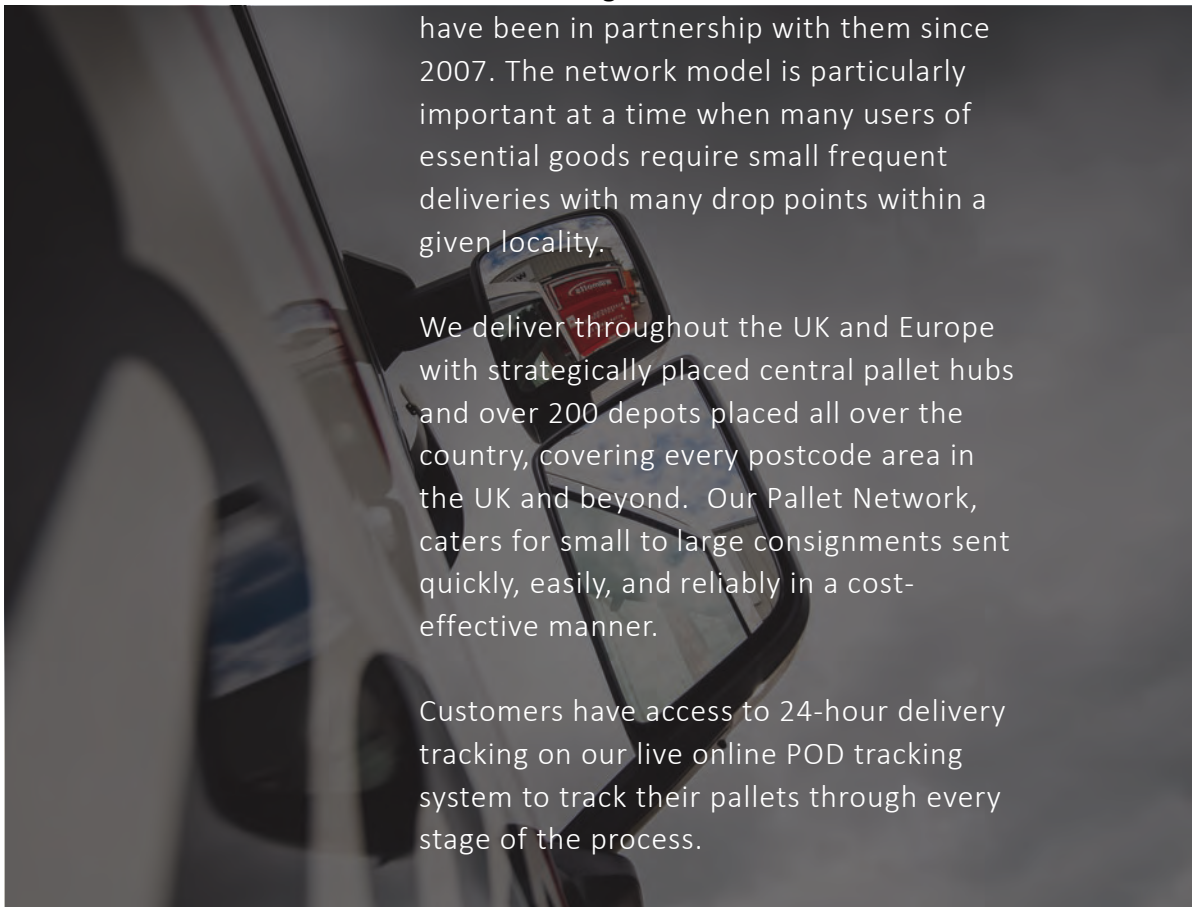 have been in partnership with them since
2007. The network model is particularly
important at a time when many users of
essential goods require small frequent
deliveries with many drop points within a
given locality.
We deliver throughout the UK and Europe
with strategically placed central pallet hubs
and over 200 depots placed all over the
country, covering every postcode area in
the UK and beyond.  Our Pallet Network,
caters for small to large consignments sent
quickly, easily, and reliably in a cost-
effective manner.
Customers have access to 24-hour delivery
tracking on our live online POD tracking
system to track their pallets through every
stage of the process.